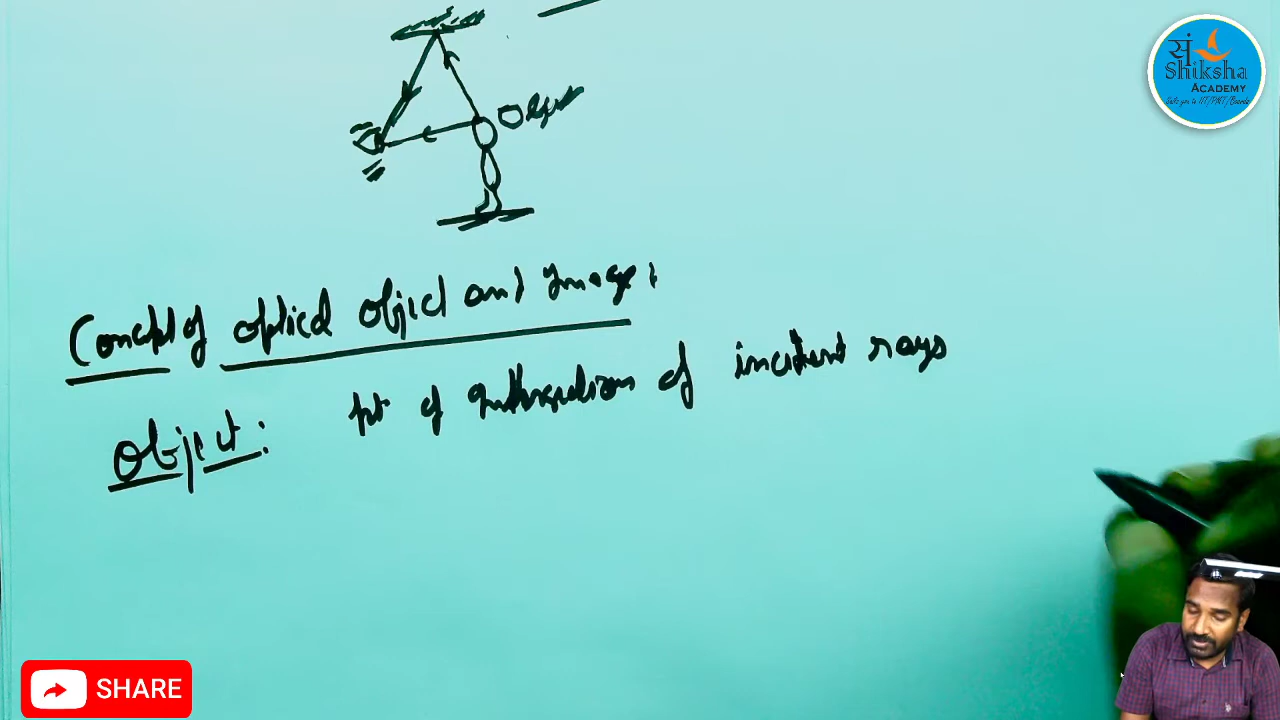 Object
Concept of optical object and Image:
Object: pt of intersection of incident rays
सं
Shiksha
ACADEMY
SHARE